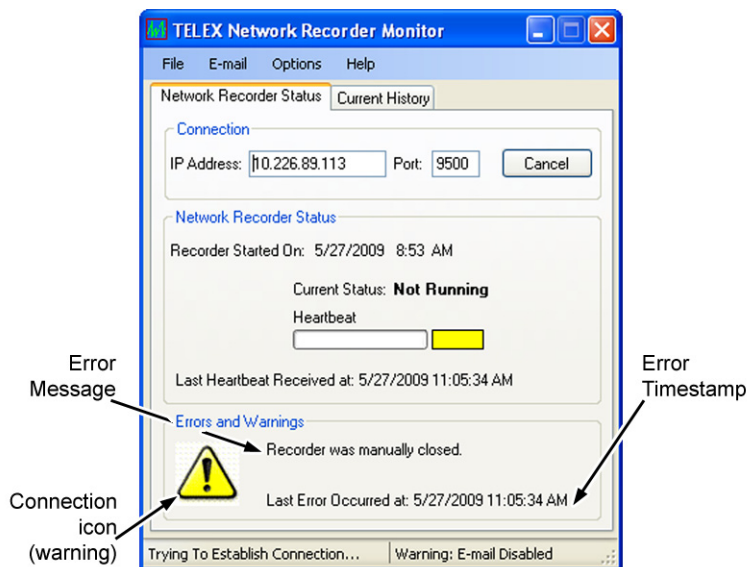 TELEX Network Recorder Monitor
File E-mail Options Help
Network Recorder Status Current History
Connection
IP Address: 10.226.89.113 Port: 9500 Cancel
Network Recorder Status
Recorder Started On: 5/27/2009 8:53 AM
Current Status: Not Running
Heartbeat
Last Heartbeat Received at: 5/27/2009 11:05:34 AM
Error
Message
Error
Timestamp
Errors and Warnings
Recorder was manually closed.
Last Error Occurred at: 5/27/2009 11:05:34 AM
Connection
icon
(warning)
Trying To Establish Connection... Warning: E-mail Disabled